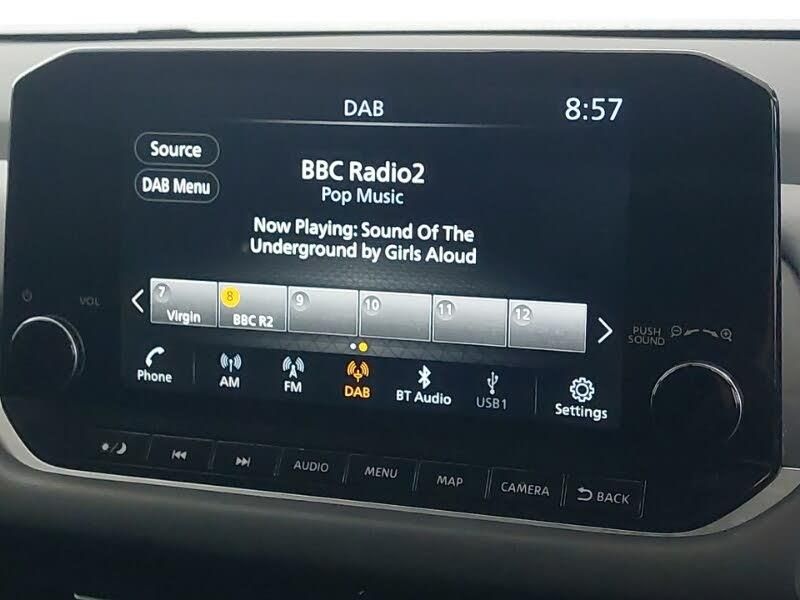 DAB
8:57
Source
DAB Menu
BBC Radio2
Pop Music
Now Playing: Sound Of The
Underground by Girls Aloud
7
Virgin
8
BBC R2
9
10
11
12
VOL
PUSH
SOUND
Phone
AM
FM
DAB
BT Audio
USB1
Settings
AUDIO
MENU
MAP
CAMERA
BACK